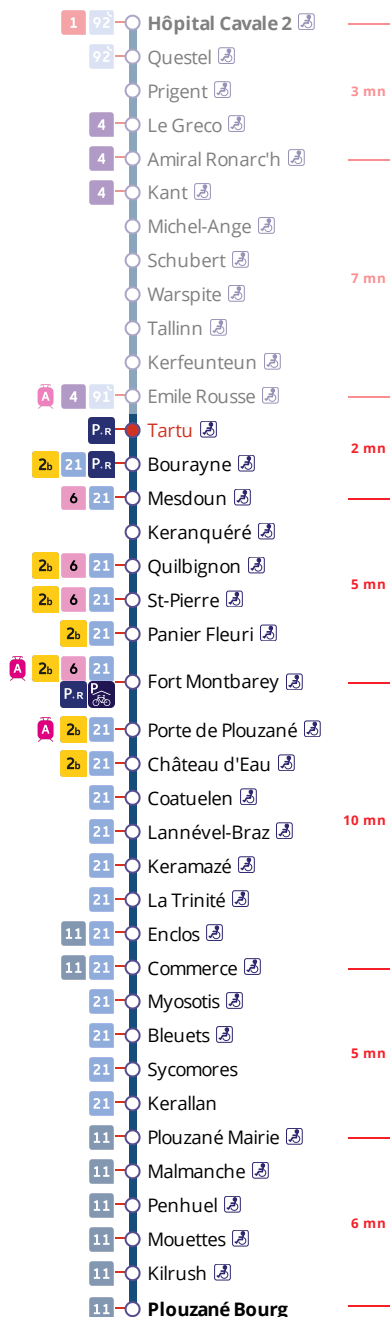 1 92 Hôpital Cavale 2
92 Questel
Prigent 3 mn
4 Le Greco
4 Amiral Ronarc'h
4 Kant
Michel-Ange
Schubert
Warspite 7 mn
Tallinn
Kerfeunteun
A 4 91 Emile Rousse
P.R Tartu
2 mn
2b 21 P.R Bourayne
6 21 Mesdoun
Keranquéré
2b 6 21 Quilbignon
5 mn
2b 6 21 St-Pierre
2b 21 Panier Fleuri
A 2b 6 21
P.R P Fort Montbarey
A 2b 21 Porte de Plouzané
2b 21 Château d'Eau
21 Coatuelen
10 mn
21 Lannével-Braz
21 Keramazé
21 La Trinité
11 21 Enclos
11 21 Commerce
21 Myosotis
21 Bleuets
5 mn
21 Sycomores
21 Kerallan
11 Plouzané Mairie
11 Malmanche
11 Penhuel
6 mn
11 Mouettes
11 Kilrush
11 Plouzané Bourg